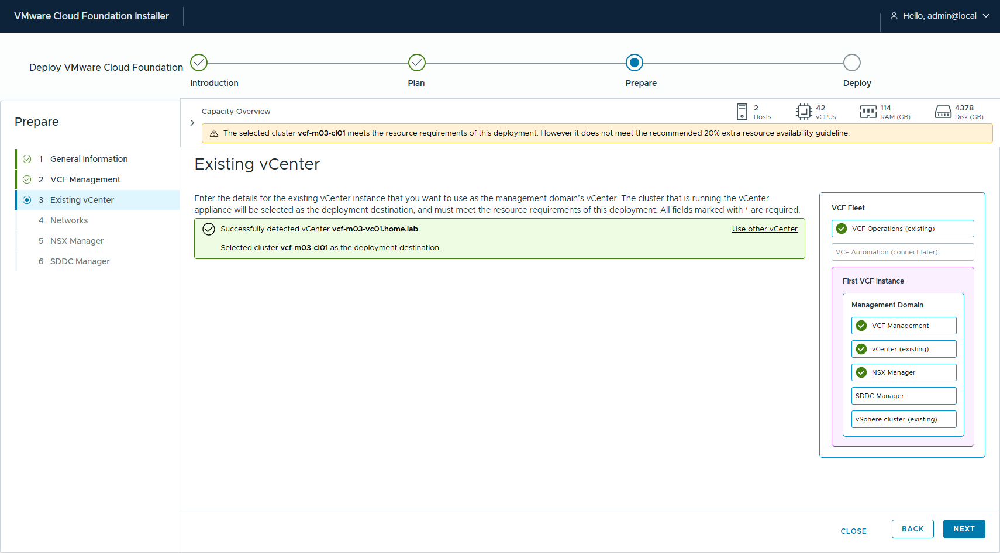 VMware Cloud Foundation Installer
Hello, admin@local
Deploy VMware Cloud Foundation
Introduction
Plan
Prepare
Deploy
Prepare
1 General Information
2 VCF Management
3 Existing vCenter
4 Networks
5 NSX Manager
6 SDDC Manager
Capacity Overview
2
Hosts
42
vCPUs
114
RAM (GB)
4378
Disk (GB)
The selected cluster vcf-m03-cl01 meets the resource requirements of this deployment. However it does not meet the recommended 20% extra resource availability guideline.
Existing vCenter
Enter the details for the existing vCenter instance that you want to use as the management domain’s vCenter. The cluster that is running the vCenter
appliance will be selected as the deployment destination, and must meet the resource requirements of this deployment. All fields marked with * are required.
Successfully detected vCenter vcf-m03-vc01.home.lab.
Use other vCenter
Selected cluster vcf-m03-cl01 as the deployment destination.
VCF Fleet
VCF Operations (existing)
VCF Automation (connect later)
First VCF Instance
Management Domain
VCF Management
vCenter (existing)
NSX Manager
SDDC Manager
vSphere cluster (existing)
CLOSE
BACK
NEXT